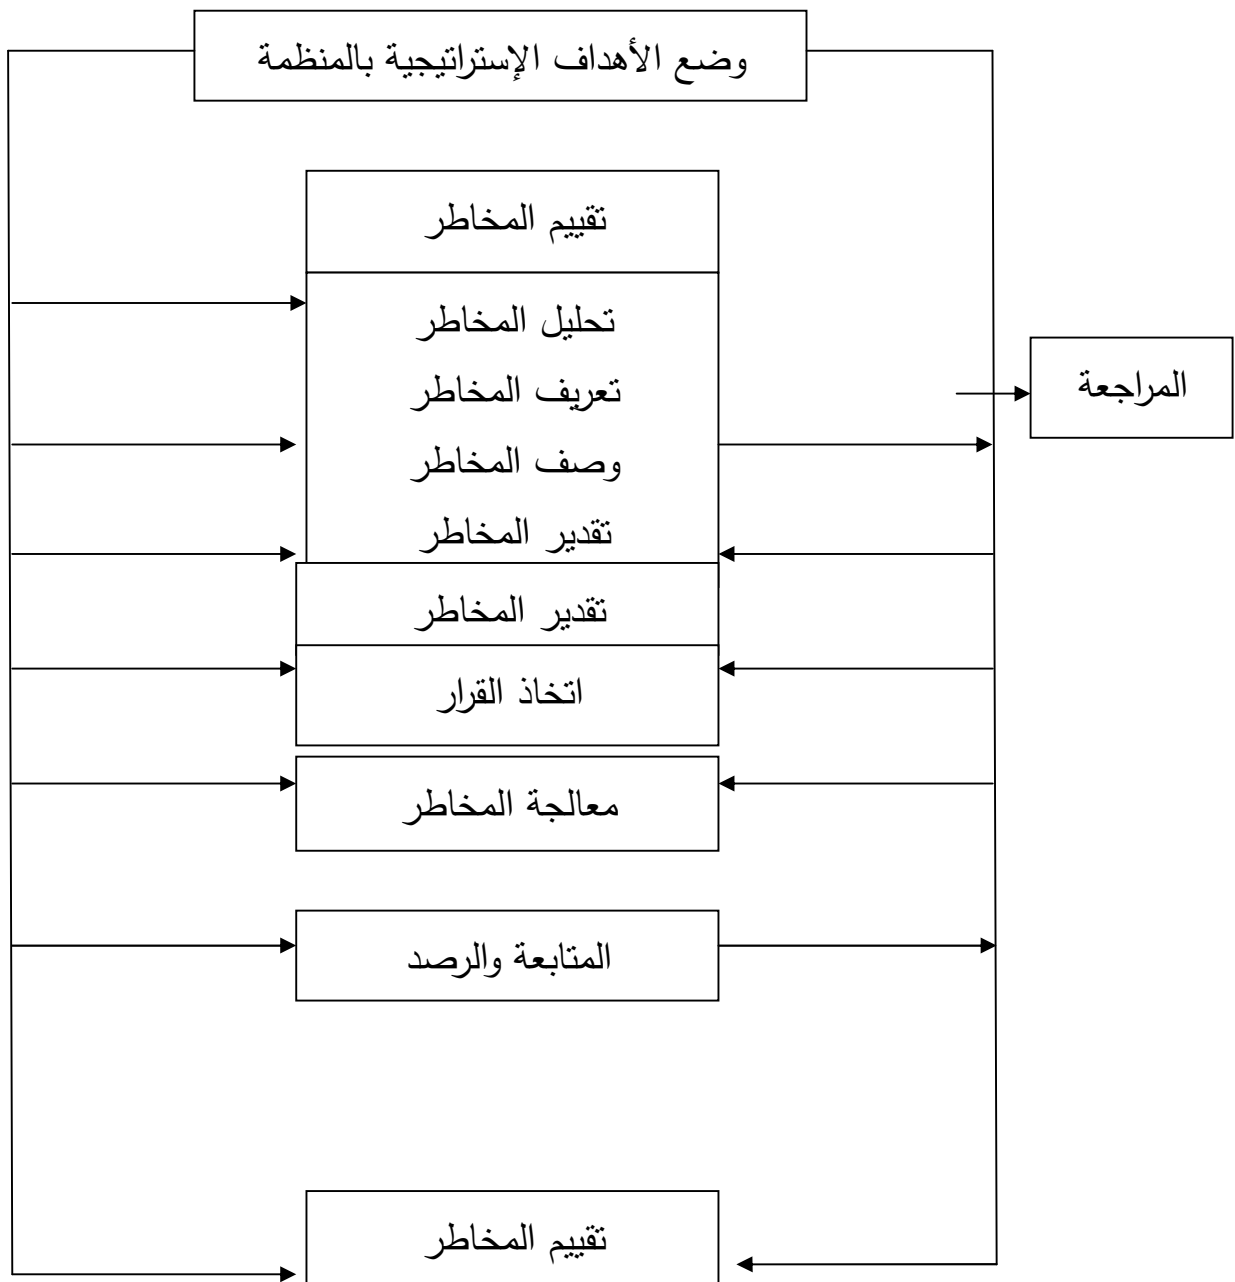 وضع الأهداف الإستراتيجية بالمنظمة
تقييم المخاطر
تحليل المخاطر
المراجعة
تعريف المخاطر
وصف المخاطر
تقدير المخاطر
تقدير المخاطر
اتخاذ القرار
معالجة المخاطر
المتابعة والرصد
تقييم المخاطر